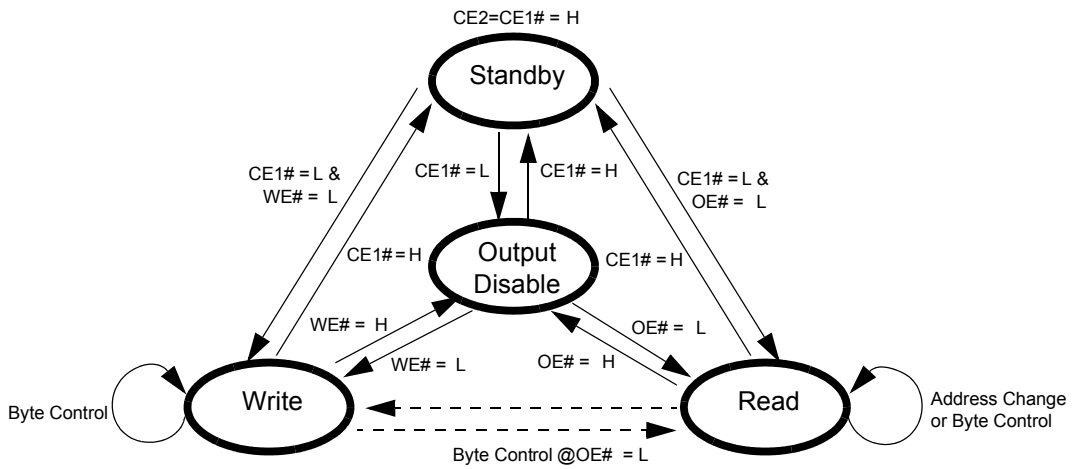 CE2=CE1# = H
Standby
CE1# = L &
WE# = L
CE1# = L
CE1# = H
CE1# = L &
OE# = L
CE1# = H
Output
Disable
CE1# = H
WE# = H
WE# = L
OE# = L
OE# = H
Byte Control
Write
Read
Address Change
or Byte Control
Byte Control @OE# = L